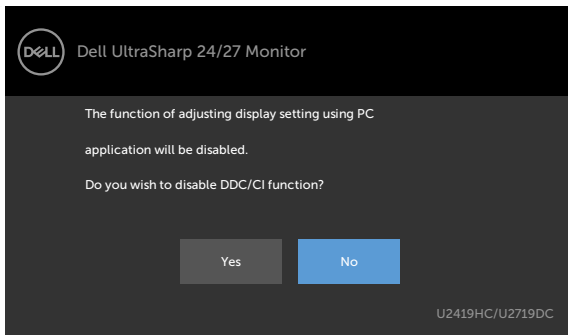 DELL Dell UltraSharp 24/27 Monitor
The function of adjusting display setting using PC
application will be disabled.
Do you wish to disable DDC/CI function?
Yes No
U2419HC/U2719DC